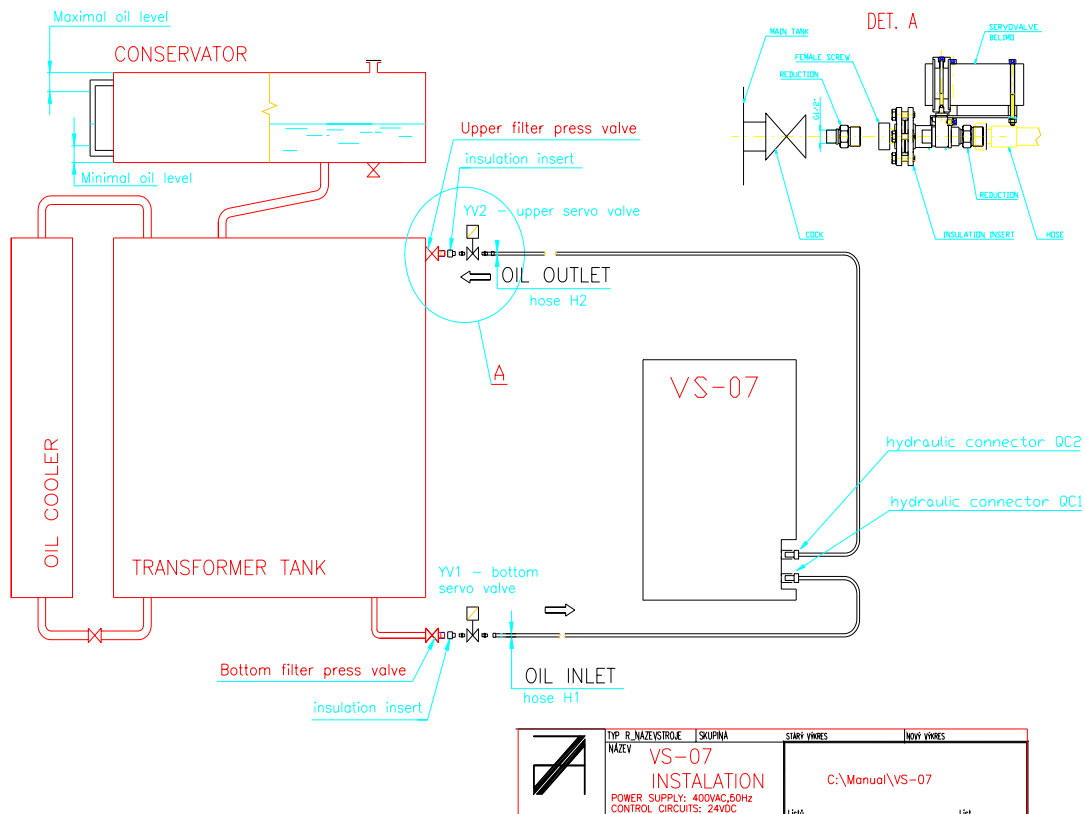 Maximal oil level
CONSERVATOR
Minimal oil level
Upper filter press valve
insulation insert
YV2 - upper servo valve
OIL OUTLET
hose H2
A
DET. A
MAIN TANK
FEMALE SCREW
REDUCTION
SERVOVALVE
BELIMO
COCK
INSULATION INSERT
REDUCTION
HOSE
VS-07
hydraulic connector QC2
hydraulic connector QC1
OIL COOLER
TRANSFORMER TANK
YV1 - bottom
servo valve
Bottom filter press valve
insulation insert
OIL INLET
hose H1
TYP R_NAZEVSTROJE
SKUPINA
STARÝ VÝKRES
NOVÝ VÝKRES
NÁZEV
VS-07
INSTALATION
POWER SUPPLY: 400VAC,50Hz
CONTROL CIRCUITS: 24VDC
C:\Manual\VS-07
Listů
List